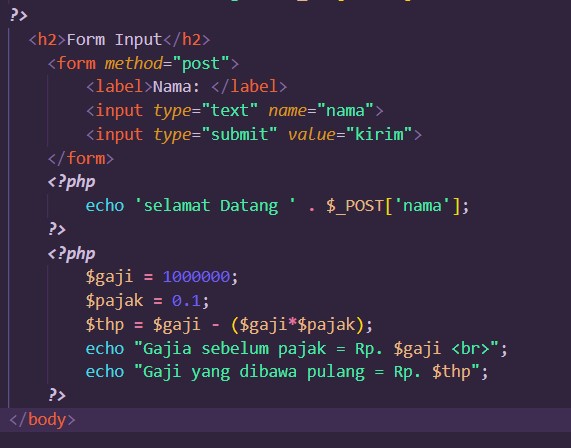 ?>
<h2>Form Input</h2>
<form method="post">
<label>Nama: </label>
<input type="text" name="nama">
<input type="submit" value="kirim">
</form>
<?php
echo 'selamat Datang ' . $_POST['nama'];
?>
<?php
$gaji = 1000000;
$pajak = 0.1;
$thp = $gaji - ($gaji*$pajak);
echo "Gajia sebelum pajak = Rp. $gaji <br>";
echo "Gaji yang dibawa pulang = Rp. $thp";
?>
</body>